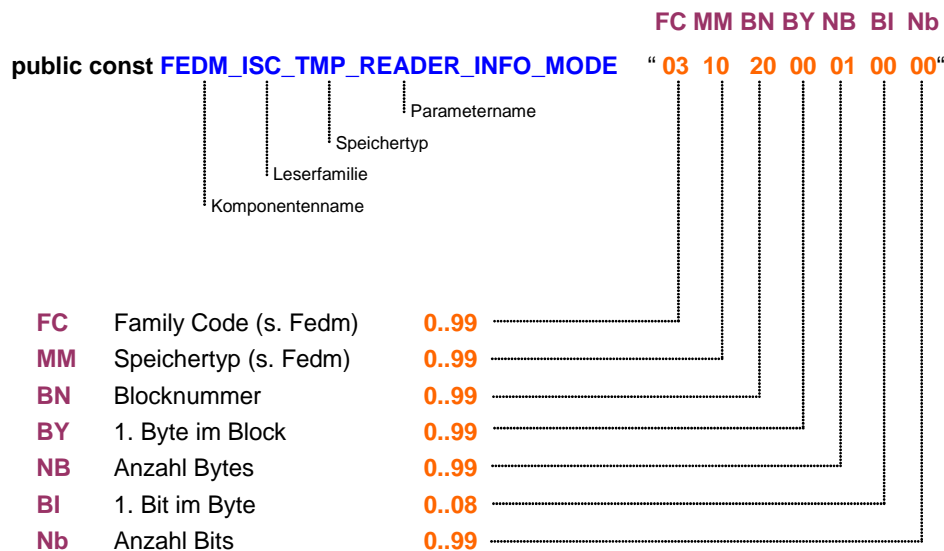 FC MM BN BY NB BI Nb
public const FEDM_ISC_TMP_READER_INFO_MODE “ 03 10 20 00 01 00 00“
Parametername
Speichertyp
Leserfamilie
Komponentenname
FC Family Code (s. Fedm) 0..99
MM Speichertyp (s. Fedm) 0..99
BN Blocknummer 0..99
BY 1. Byte im Block 0..99
NB Anzahl Bytes 0..99
BI 1. Bit im Byte 0..08
Nb Anzahl Bits 0..99